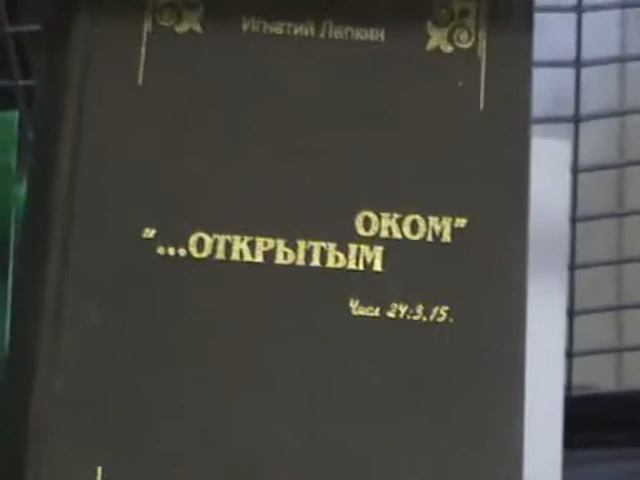 Игнатий Лапкин
ОКОМ"
"...ОТКРЫТЫМ
Числ 24:3,15.